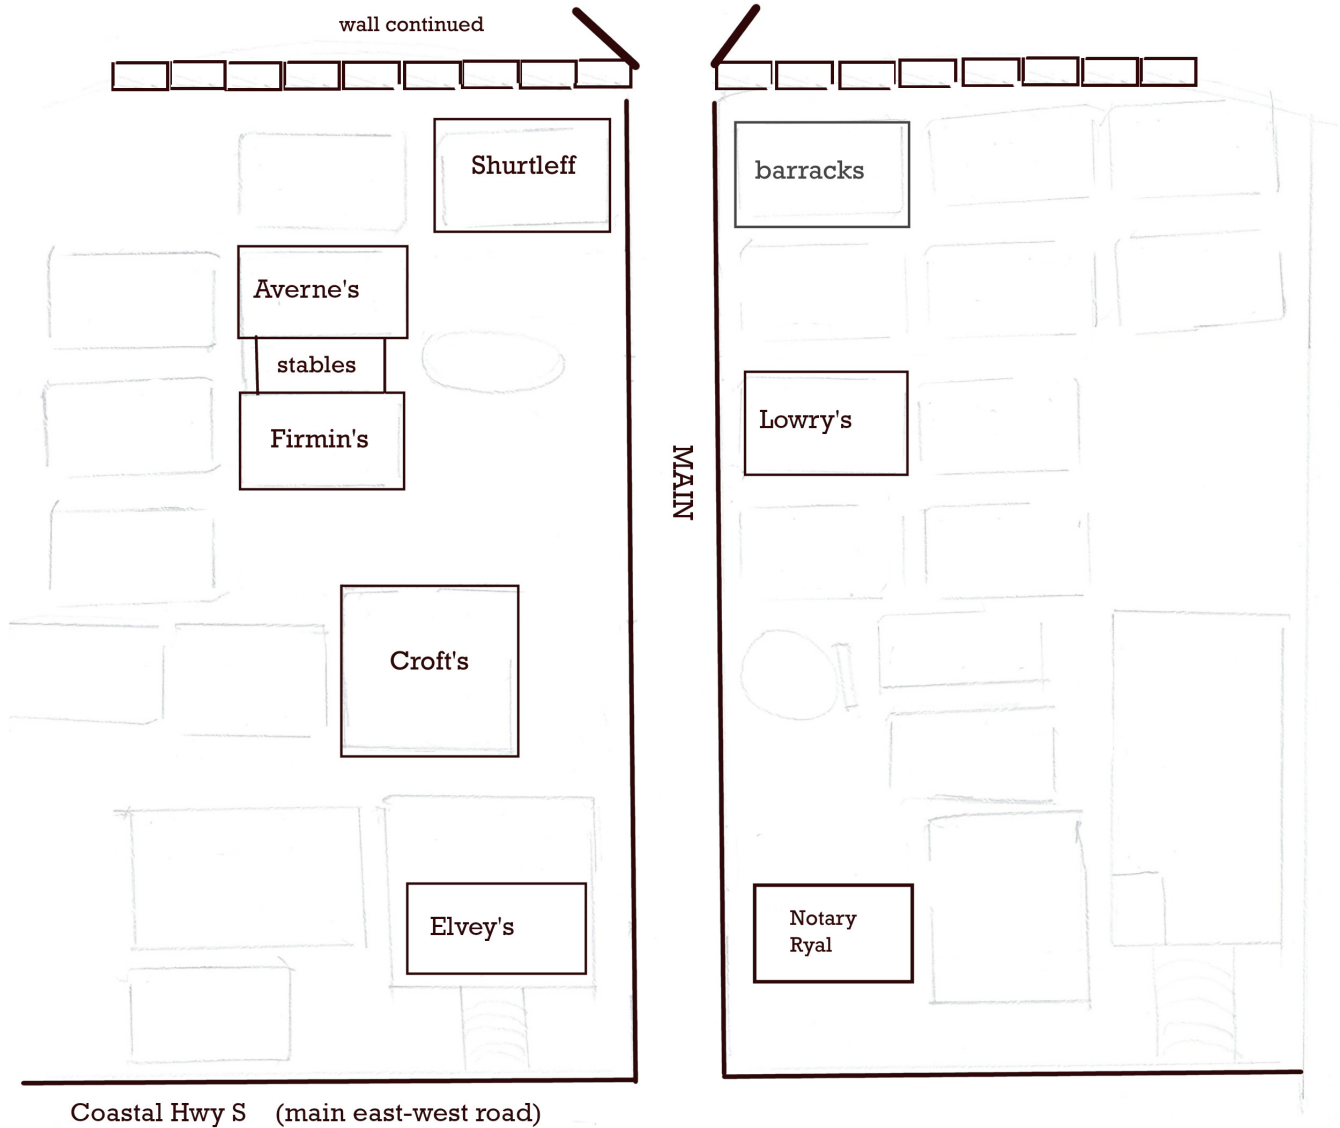 wall continued
Shurtleff
barracks
Averne's
stables
Firmin's
Lowry's
MAIN
Croft's
Elvey's
Notary
Ryal
Coastal Hwy S (main east-west road)